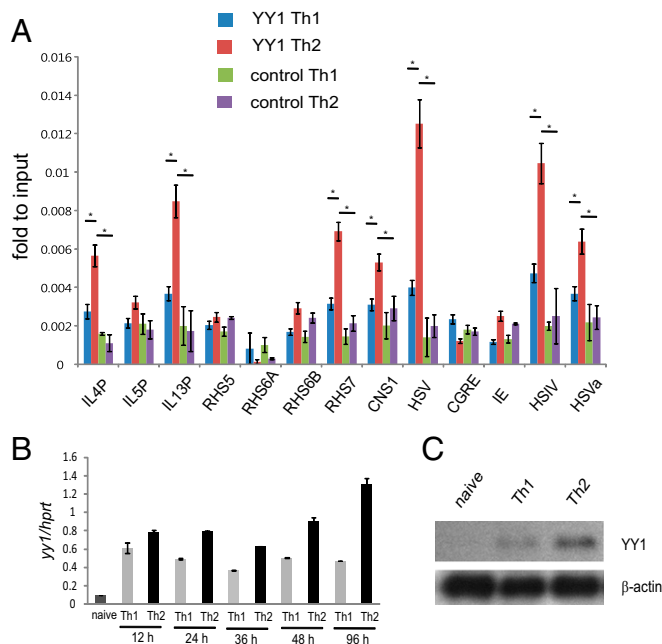 A
YY1 Th1
YY1 Th2
control Th1
control Th2
fold to input
0.016
0.014
0.012
0.01
0.008
0.006
0.004
0.002
0
* * * * * * * * * * * * * *
IL4P IL5P IL13P RHS5 RHS6A RHS6B RHS7 CNS1 HSV CGRE IE HSIV HSVa
B
yy1/hprt
1.6
1.4
1.2
1
0.8
0.6
0.4
0.2
0
naive Th1 Th2 Th1 Th2 Th1 Th2 Th1 Th2 Th1 Th2
12 h 24 h 36 h 48 h 96 h
C
naive Th1 Th2
YY1
β-actin